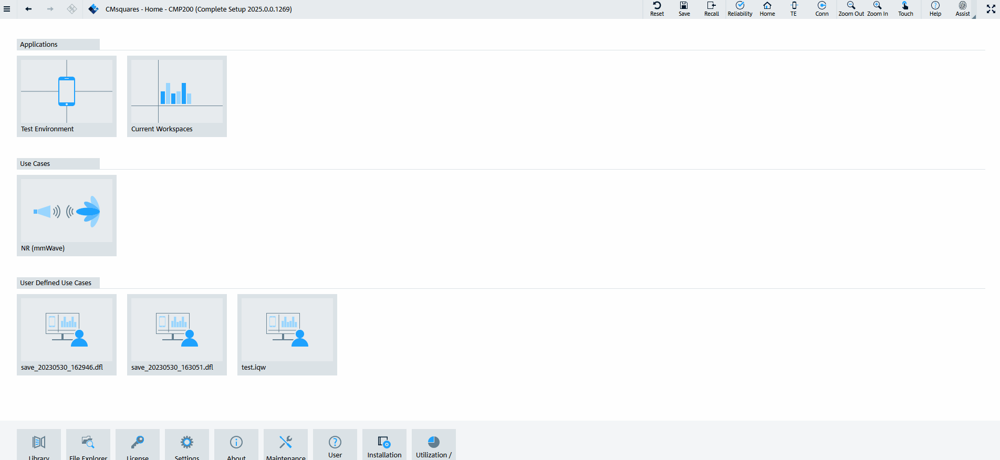 CMsquares - Home - CMP200 (Complete Setup 2025.0.0.1269)
Reset Save Recall Reliability Home TE Conn Zoom Out Zoom In Touch Help Assist
Applications
Test Environment Current Workspaces
Use Cases
NR (mmWave)
User Defined Use Cases
save_20230530_162946.dfl save_20230530_163051.dfl test.iqw
Library File Explorer License Settings About Maintenance User Installation Utilization /